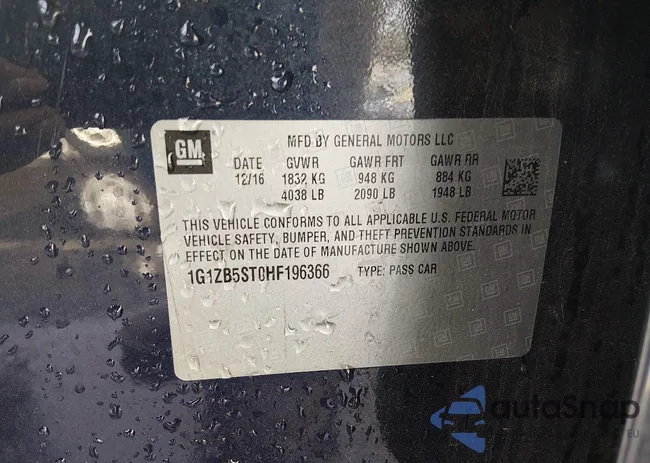 GM
MFD BY GENERAL MOTORS LLC
DATE GVWR GAWR FRT GAWR RR
12/16 1832 KG 948 KG 884 KG
4038 LB 2090 LB 1948 LB
THIS VEHICLE CONFORMS TO ALL APPLICABLE U.S. FEDERAL MOTOR
VEHICLE SAFETY, BUMPER, AND THEFT PREVENTION STANDARDS IN
EFFECT ON THE DATE OF MANUFACTURE SHOWN ABOVE.
1G1ZB5ST0HF196366 TYPE: PASS CAR
autoSnap
EU